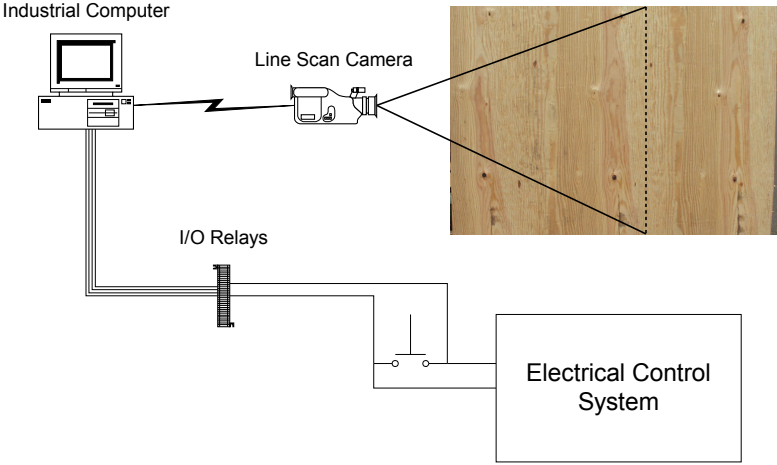 Industrial Computer
Line Scan Camera
I/O Relays
Electrical Control
System